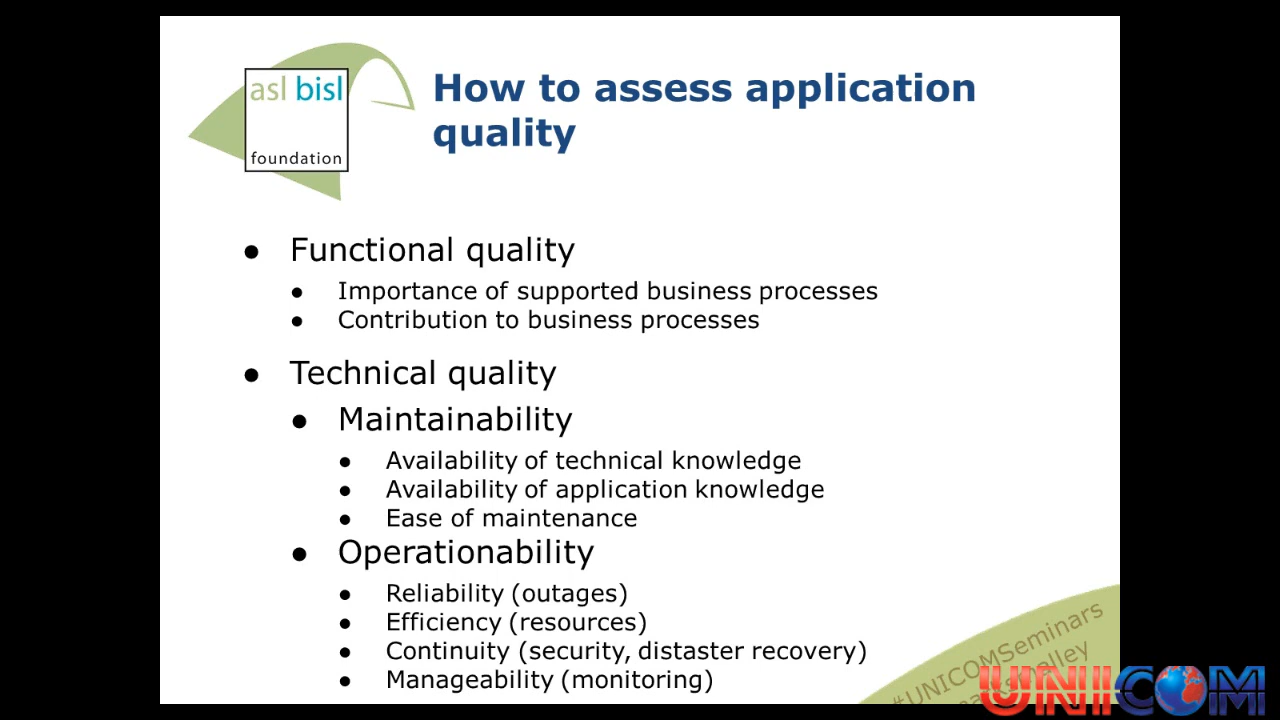 asl bisl
foundation
How to assess application
quality
● Functional quality
● Importance of supported business processes
● Contribution to business processes
● Technical quality
● Maintainability
● Availability of technical knowledge
● Availability of application knowledge
● Ease of maintenance
● Operationability
● Reliability (outages)
● Efficiency (resources)
● Continuity (security, distaster recovery)
● Manageability (monitoring)
#UNICOMSeminars
UNICOM